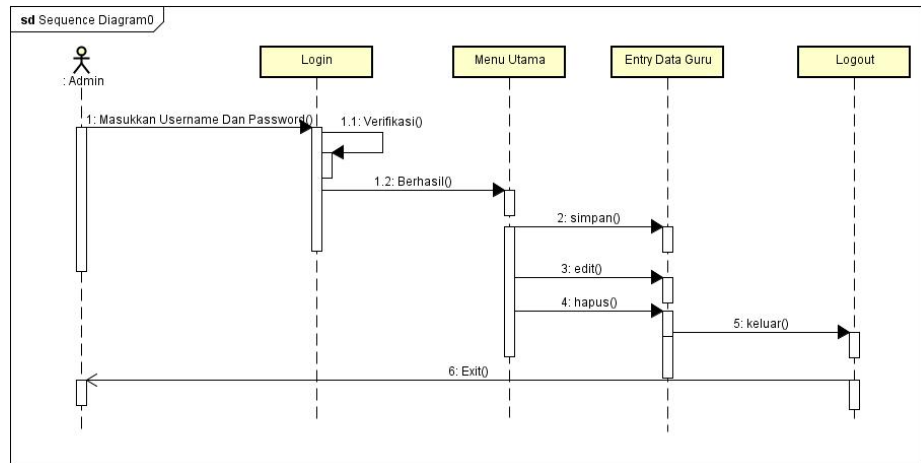 sd Sequence Diagram0
: Admin
Login
Menu Utama
Entry Data Guru
Logout
1: Masukkan Username Dan Password()
1.1: Verifikasi()
1.2: Berhasil()
2: simpan()
3: edit()
4: hapus()
5: keluar()
6: Exit()